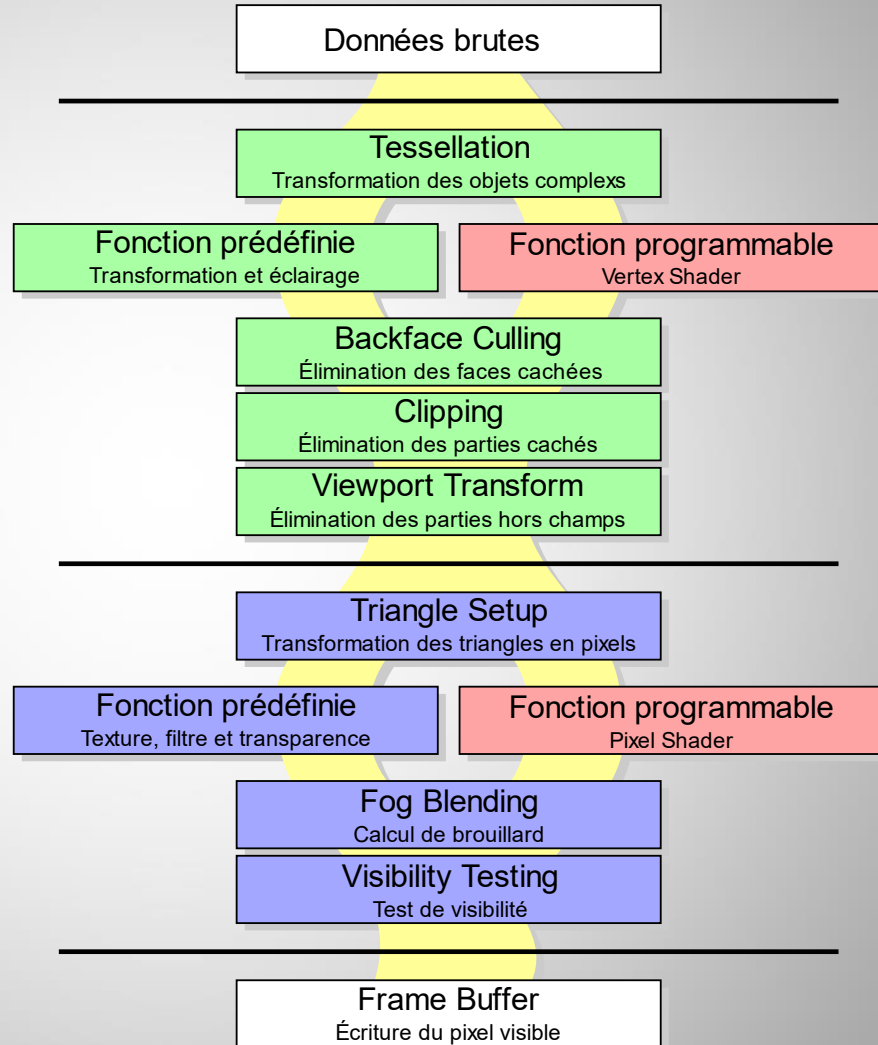 Données brutes
Tessellation
Transformation des objets complexs
Fonction prédéfinie
Transformation et éclairage
Fonction programmable
Vertex Shader
Backface Culling
Élimination des faces cachées
Clipping
Élimination des parties cachés
Viewport Transform
Élimination des parties hors champs
Triangle Setup
Transformation des triangles en pixels
Fonction prédéfinie
Texture, filtre et transparence
Fonction programmable
Pixel Shader
Fog Blending
Calcul de brouillard
Visibility Testing
Test de visibilité
Frame Buffer
Écriture du pixel visible